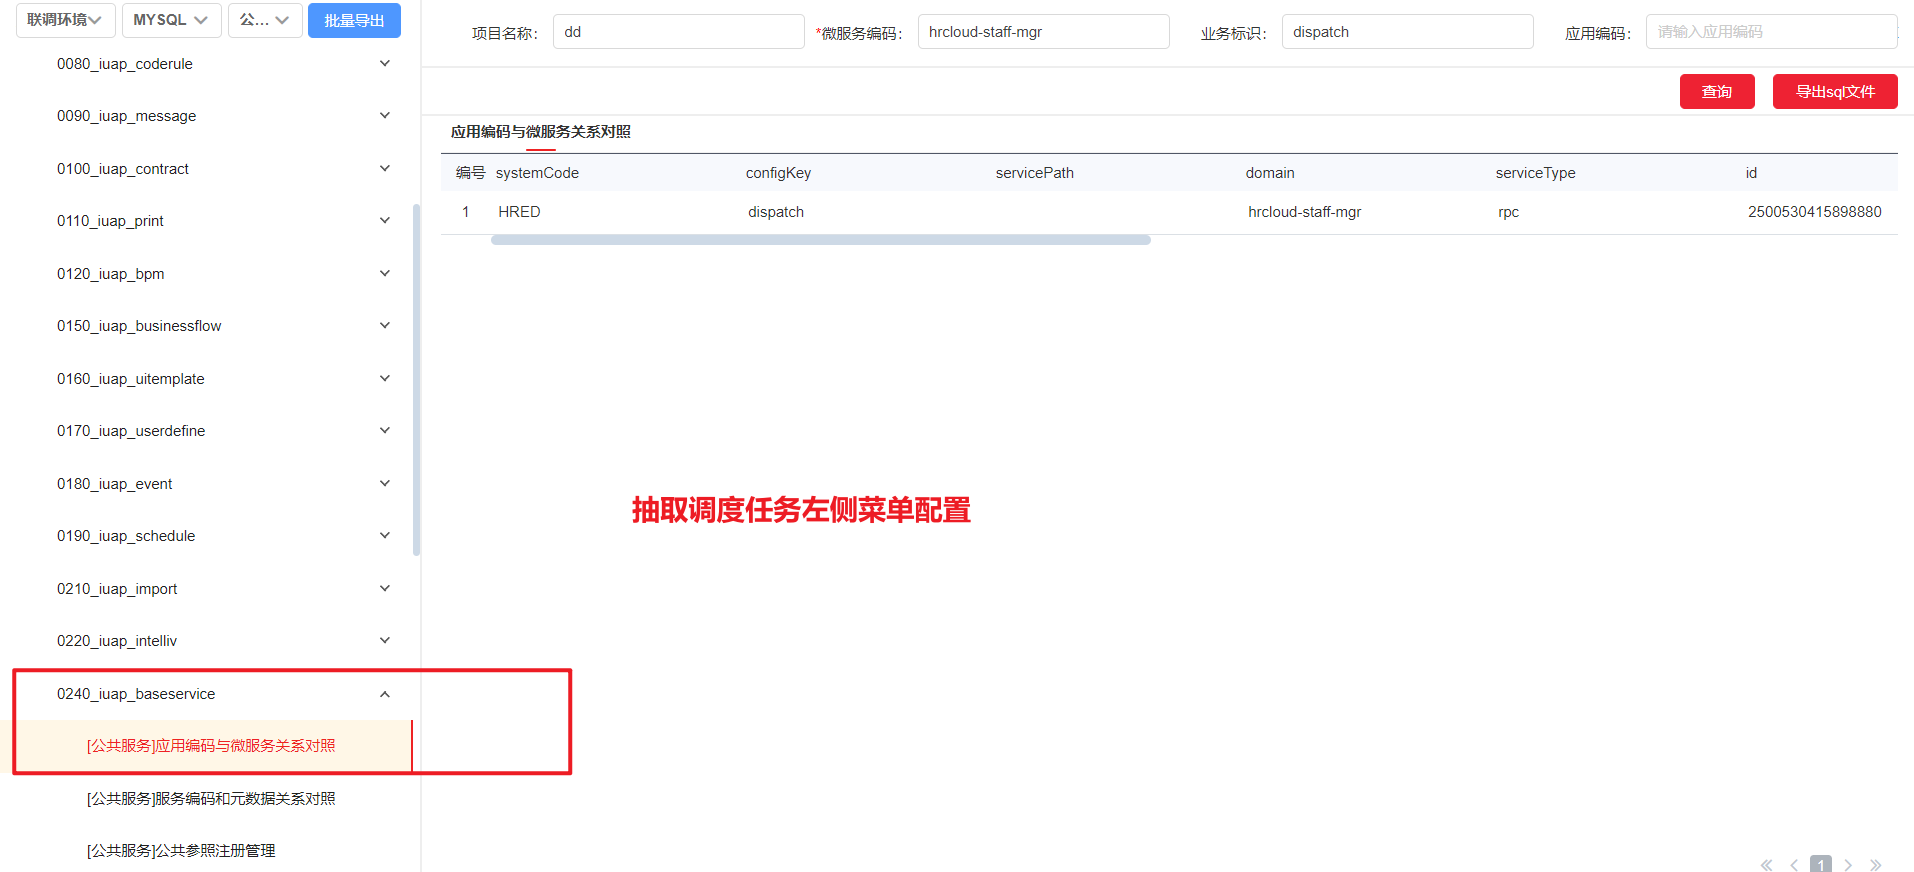 联调环境
MYSQL
公...
批量导出
0080_iuap_coderule
0090_iuap_message
0100_iuap_contract
0110_iuap_print
0120_iuap_bpm
0150_iuap_businessflow
0160_iuap_uitemplate
0170_iuap_userdefine
0180_iuap_event
0190_iuap_schedule
0210_iuap_import
0220_iuap_intelliv
0240_iuap_baseservice
[公共服务]应用编码与微服务关系对照
[公共服务]服务编码和元数据关系对照
[公共服务]公共参照注册管理
项目名称： dd *微服务编码： hrcloud-staff-mgr 业务标识： dispatch 应用编码： 请输入应用编码
查询 导出sql文件
应用编码与微服务关系对照
编号 systemCode configKey servicePath domain serviceType id
1 HRED dispatch hrcloud-staff-mgr rpc 2500530415898880
抽取调度任务左侧菜单配置
1